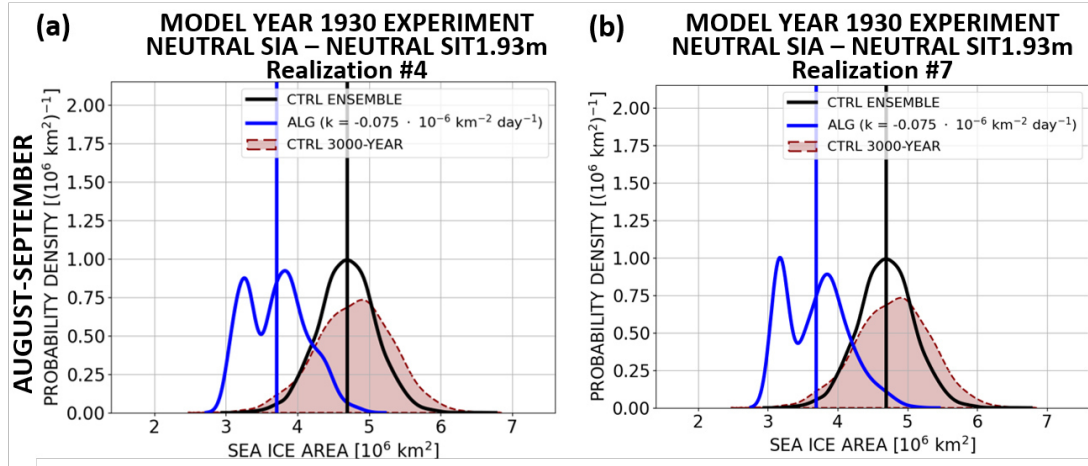 (a)
MODEL YEAR 1930 EXPERIMENT
NEUTRAL SIA – NEUTRAL SIT1.93m
Realization #4
CTRL ENSEMBLE
ALG (k = -0.075 · 10⁻⁶ km⁻² day⁻¹)
CTRL 3000-YEAR
AUGUST-SEPTEMBER
PROBABILITY DENSITY [(10⁶ km²)⁻¹]
2.00
1.75
1.50
1.25
1.00
0.75
0.50
0.25
0.00
2 3 4 5 6 7
SEA ICE AREA [10⁶ km²]
(b)
MODEL YEAR 1930 EXPERIMENT
NEUTRAL SIA – NEUTRAL SIT1.93m
Realization #7
CTRL ENSEMBLE
ALG (k = -0.075 · 10⁻⁶ km⁻² day⁻¹)
CTRL 3000-YEAR
PROBABILITY DENSITY [(10⁶ km²)⁻¹]
2.00
1.75
1.50
1.25
1.00
0.75
0.50
0.25
0.00
2 3 4 5 6 7
SEA ICE AREA [10⁶ km²]